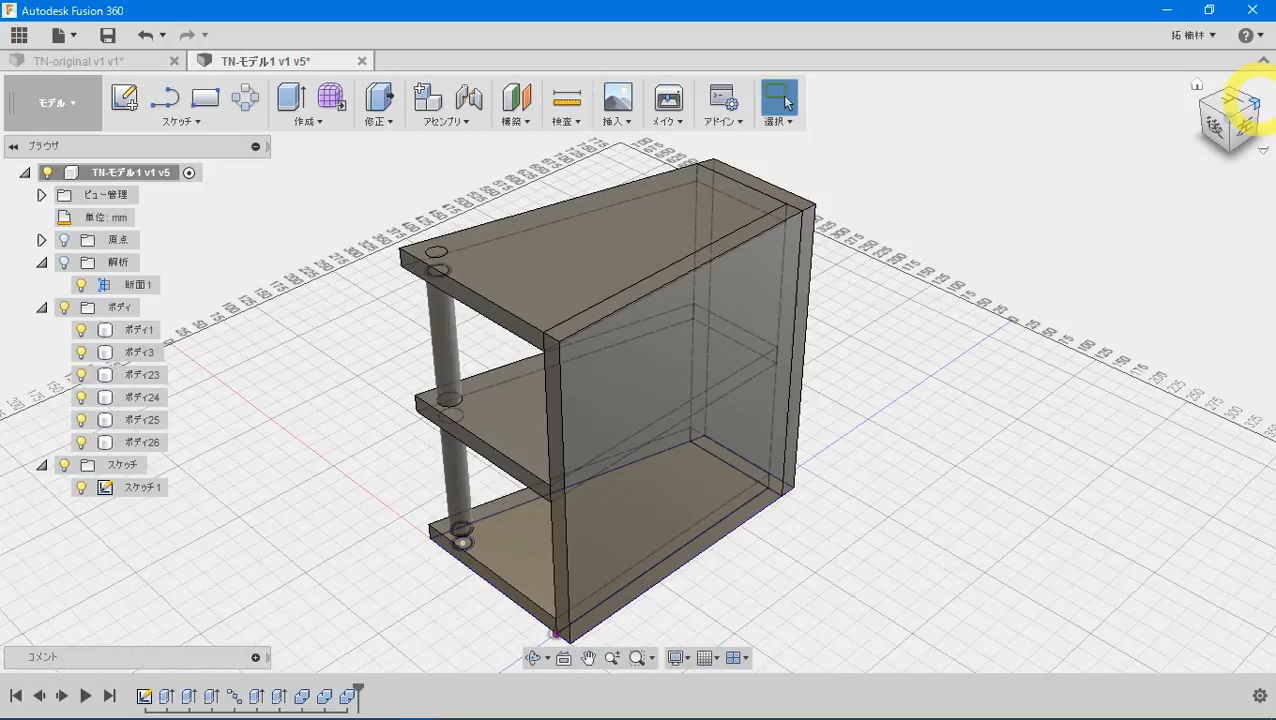 Autodesk Fusion 360
拓 楠林
TN-original v1 v1*
TN-モデル1 v1 v5*
モデル
スケッチ
作成
修正
アセンブリ
構築
検査
挿入
メイク
アドイン
選択
後
左
ブラウザ
TN-モデル1 v1 v5
ビュー管理
単位: mm
原点
解析
断面1
ボディ
ボディ1
ボディ3
ボディ23
ボディ24
ボディ25
ボディ26
スケッチ
スケッチ1
コメント